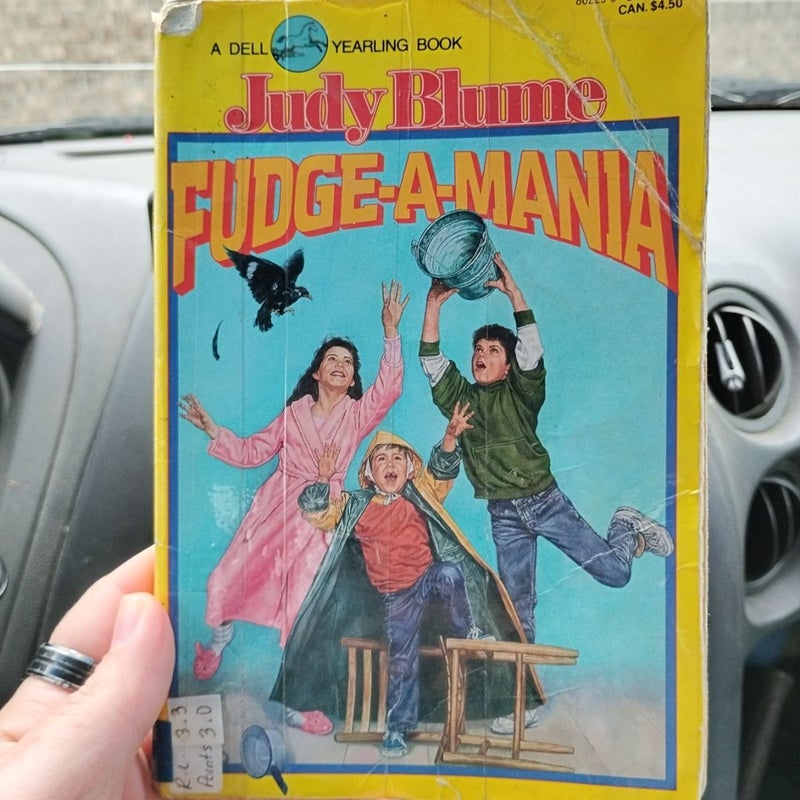 CAN. $4.50
A DELL YEARLING BOOK
Judy Blume
FUDGE-A-MANIA
R.L. 3.3
Points 3.0